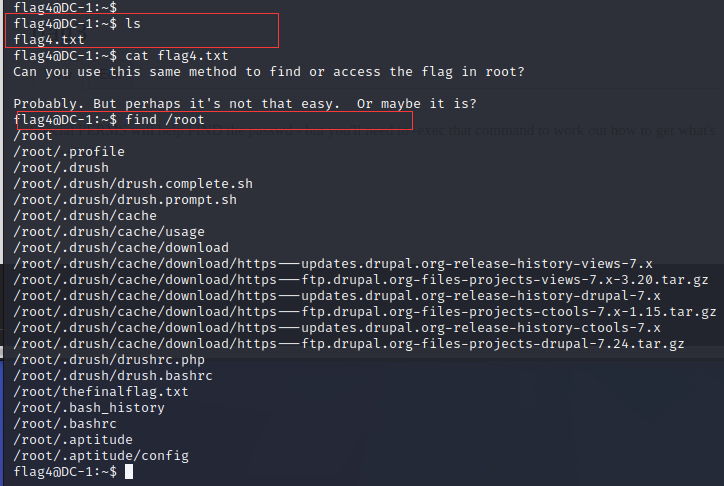 flag4@DC-1:~$
flag4@DC-1:~$ ls
flag4.txt
flag4@DC-1:~$ cat flag4.txt
Can you use this same method to find or access the flag in root?
Probably. But perhaps it's not that easy.  Or maybe it is?
flag4@DC-1:~$ find /root
/root
/root/.profile
/root/.drush
/root/.drush/drush.complete.sh
/root/.drush/drush.prompt.sh
/root/.drush/cache
/root/.drush/cache/usage
/root/.drush/cache/download
/root/.drush/cache/download/https---updates.drupal.org-release-history-views-7.x
/root/.drush/cache/download/https---ftp.drupal.org-files-projects-views-7.x-3.20.tar.gz
/root/.drush/cache/download/https---updates.drupal.org-release-history-drupal-7.x
/root/.drush/cache/download/https---ftp.drupal.org-files-projects-ctools-7.x-1.15.tar.gz
/root/.drush/cache/download/https---updates.drupal.org-release-history-ctools-7.x
/root/.drush/cache/download/https---ftp.drupal.org-files-projects-drupal-7.24.tar.gz
/root/.drush/drushrc.php
/root/.drush/drush.bashrc
/root/thefinalflag.txt
/root/.bash_history
/root/.bashrc
/root/.aptitude
/root/.aptitude/config
flag4@DC-1:~$